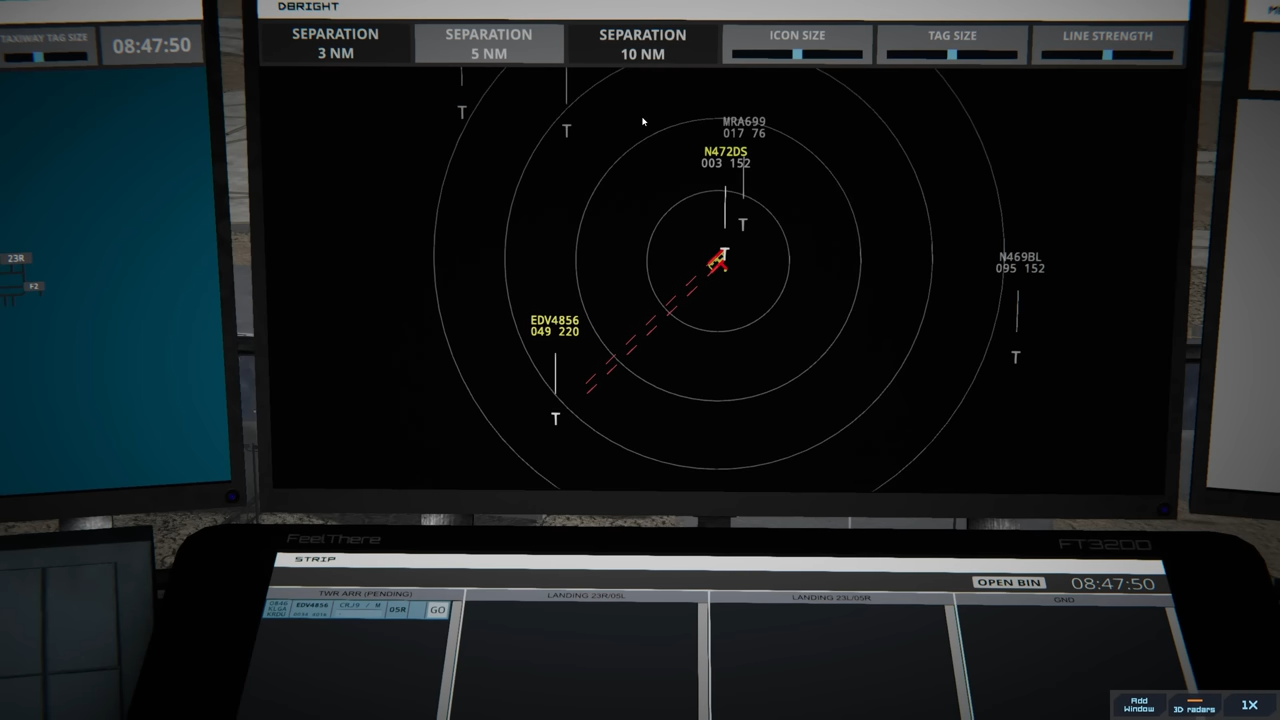 DBRIGHT
TAXIWAY TAG SIZE
08:47:50
SEPARATION
3 NM
SEPARATION
5 NM
SEPARATION
10 NM
ICON SIZE
TAG SIZE
LINE STRENGTH
T
T
MRA699
017 76
N472DS
003 152
T
T
23R
F2
N469BL
095 152
T
EDV4856
049 220
T
FeelThere
FT3200
STRIP
OPEN BIN
08:47:50
TWR ARR (PENDING)
LANDING 23R/05L
LANDING 23L/05R
GND
0846
KLGA
KRDU
EDV4856
CRJ9 / M
05R
GO
Add
Window
3D radars
1X